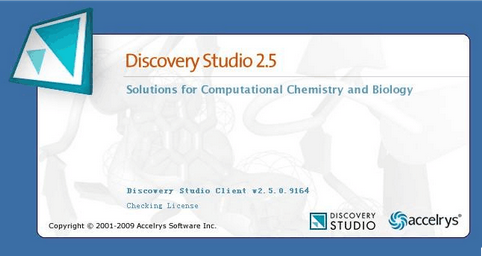 Discovery Studio 2.5
Solutions for Computational Chemistry and Biology
Discovery Studio Client v2.5.0.9164
Checking License
Copyright © 2001-2009 Accelrys Software Inc.
DISCOVERY
STUDIO
accelrys®